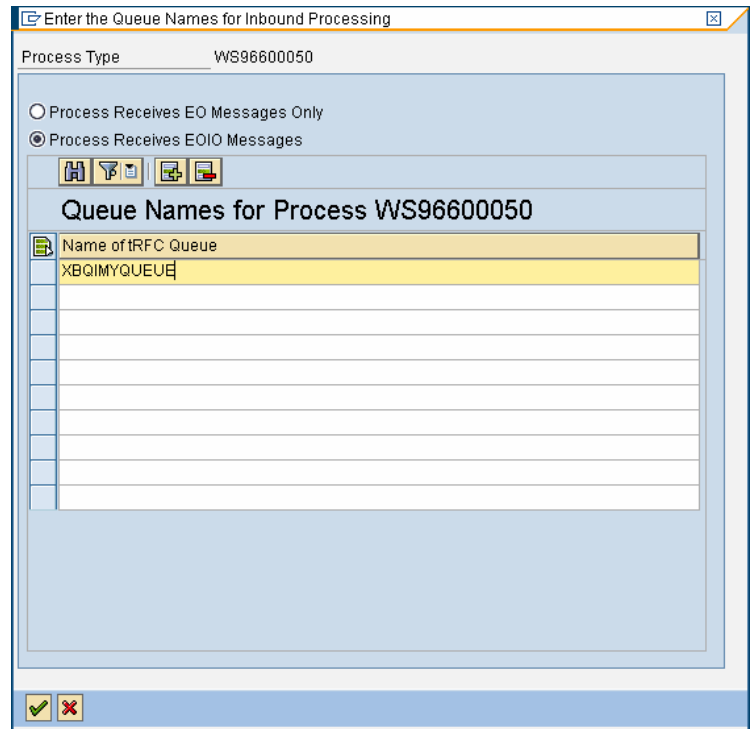 Enter the Queue Names for Inbound Processing
Process Type WS96600050
Process Receives EO Messages Only
Process Receives EOIO Messages
Queue Names for Process WS96600050
Name of tRFC Queue
XBQIMYQUEUE